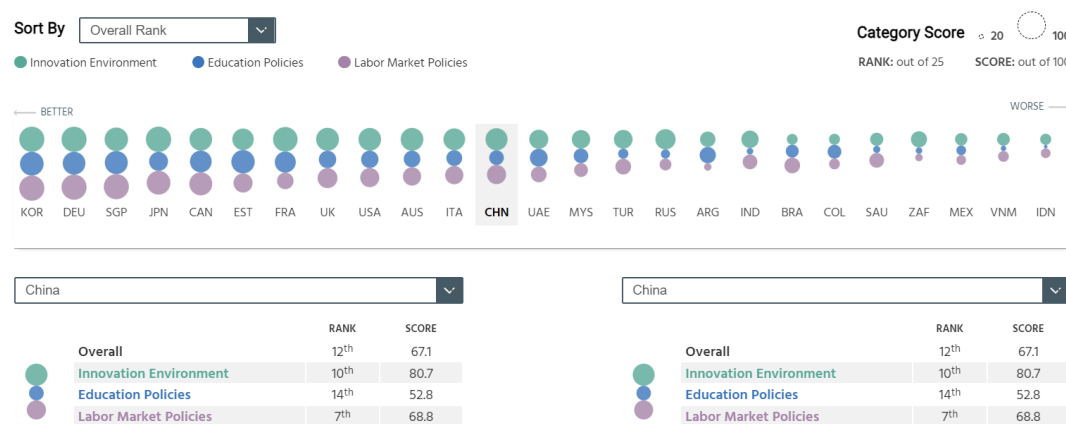 Sort By Overall Rank Category Score 20 100
Innovation Environment Education Policies Labor Market Policies RANK: out of 25 SCORE: out of 100
BETTER WORSE
KOR DEU SGP JPN CAN EST FRA UK USA AUS ITA CHN UAE MYS TUR RUS ARG IND BRA COL SAU ZAF MEX VNM IDN
China China
RANK SCORE RANK SCORE
Overall 12th 67.1 Overall 12th 67.1
Innovation Environment 10th 80.7 Innovation Environment 10th 80.7
Education Policies 14th 52.8 Education Policies 14th 52.8
Labor Market Policies 7th 68.8 Labor Market Policies 7th 68.8